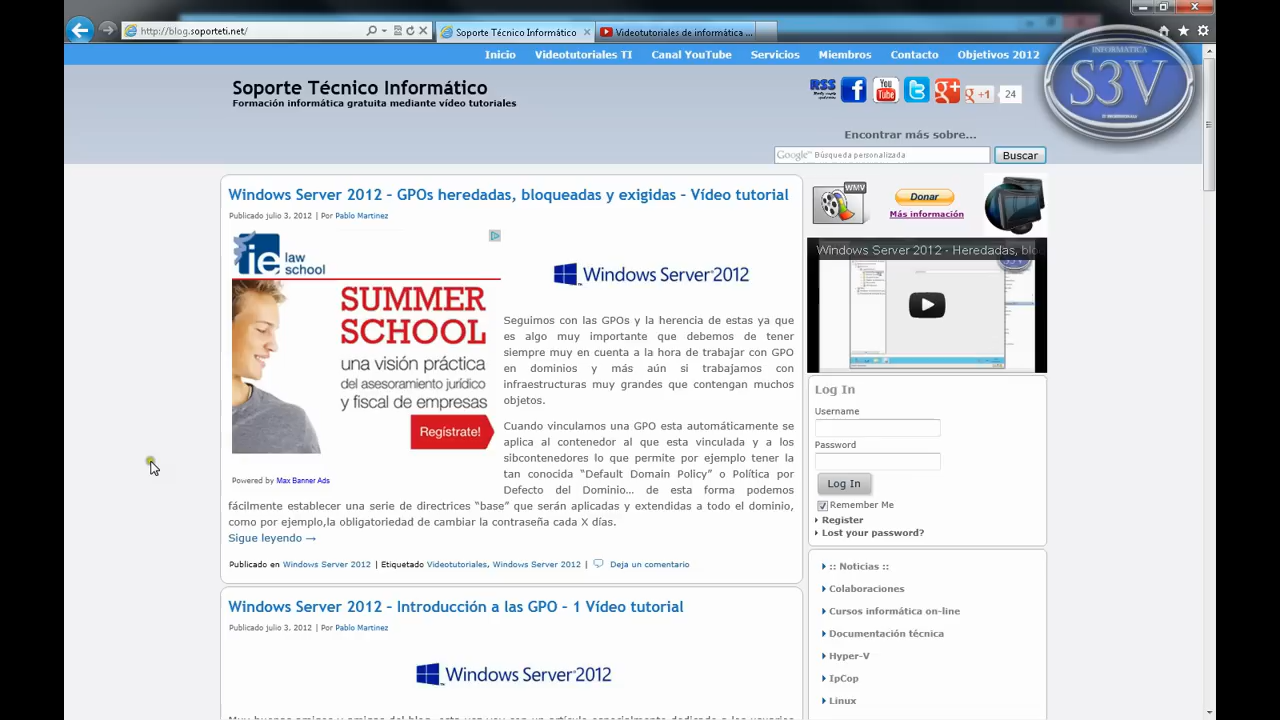 http://blog.soporteti.net/
Soporte Técnico Informático
Videotutoriales de informática ...
Inicio
Videotutoriales TI
Canal YouTube
Servicios
Miembros
Contacto
Objetivos 2012
Soporte Técnico Informático
Formación informática gratuita mediante vídeo tutoriales
RSS
You
Tube
g+
+1
24
INFORMATICA
S3V
Encontrar más sobre...
Google™ Búsqueda personalizada
Buscar
Windows Server 2012 – GPOs heredadas, bloqueadas y exigidas – Vídeo tutorial
Publicado julio 3, 2012 | Por Pablo Martinez
ie law
school
SUMMER
SCHOOL
una visión práctica
del asesoramiento jurídico
y fiscal de empresas
Regístrate!
Powered by Max Banner Ads
Windows Server 2012
Seguimos con las GPOs y la herencia de estas ya que
es algo muy importante que debemos de tener
siempre muy en cuenta a la hora de trabajar con GPO
en dominios y más aún si trabajamos con
infraestructuras muy grandes que contengan muchos
objetos.
Cuando vinculamos una GPO esta automáticamente se
aplica al contenedor al que esta vinculada y a los
sibcontenedores lo que permite por ejemplo tener la
tan conocida “Default Domain Policy” o Política por
Defecto del Dominio... de esta forma podemos
fácilmente establecer una serie de directrices “base” que serán aplicadas y extendidas a todo el dominio,
como por ejemplo,la obligatoriedad de cambiar la contraseña cada X días.
Sigue leyendo →
Publicado en Windows Server 2012 | Etiquetado Videotutoriales, Windows Server 2012 | Deja un comentario
Windows Server 2012 – Introducción a las GPO – 1 Vídeo tutorial
Publicado julio 3, 2012 | Por Pablo Martinez
Windows Server 2012
WMV
Donar
Más información
Windows Server 2012 - Heredadas, blo
Log In
Username
Password
Log In
Remember Me
Register
Lost your password?
:: Noticias ::
Colaboraciones
Cursos informática on-line
Documentación técnica
Hyper-V
IpCop
Linux